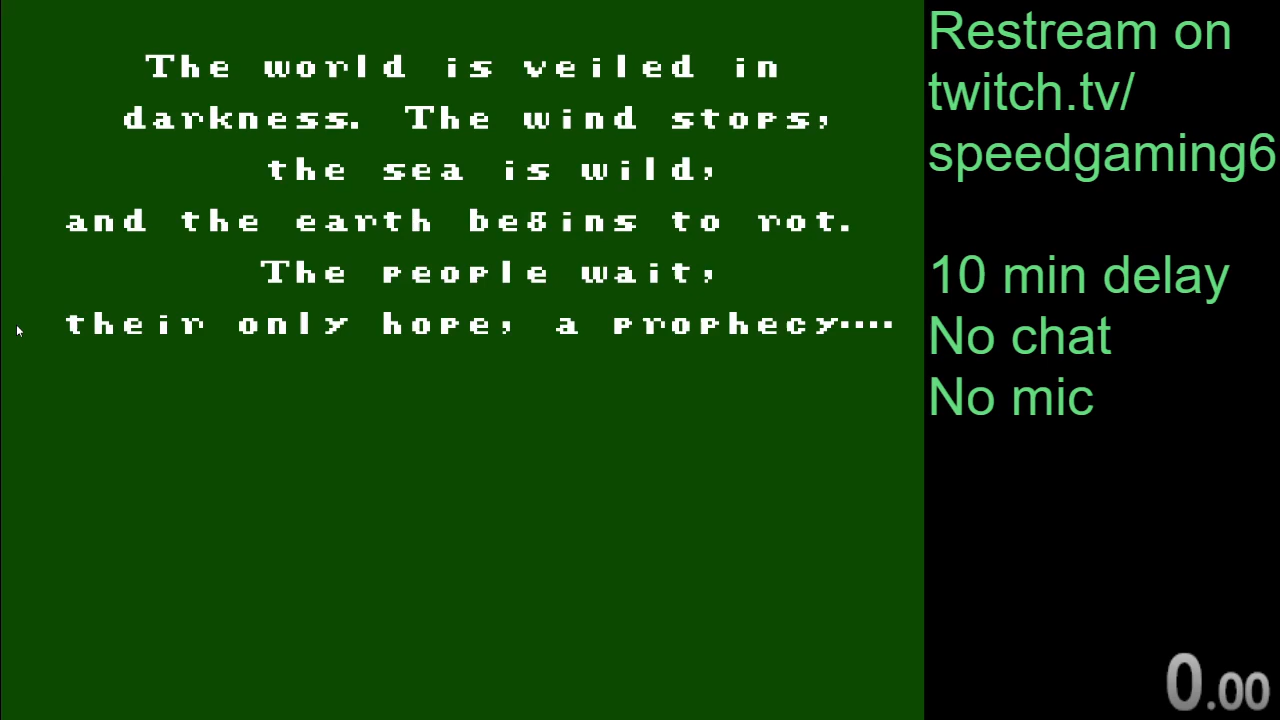 The world is veiled in
darkness. The wind stops,
the sea is wild,
and the earth begins to rot.
The people wait,
their only hope, a prophecy....
Restream on
twitch.tv/
speedgaming6
10 min delay
No chat
No mic
0.00